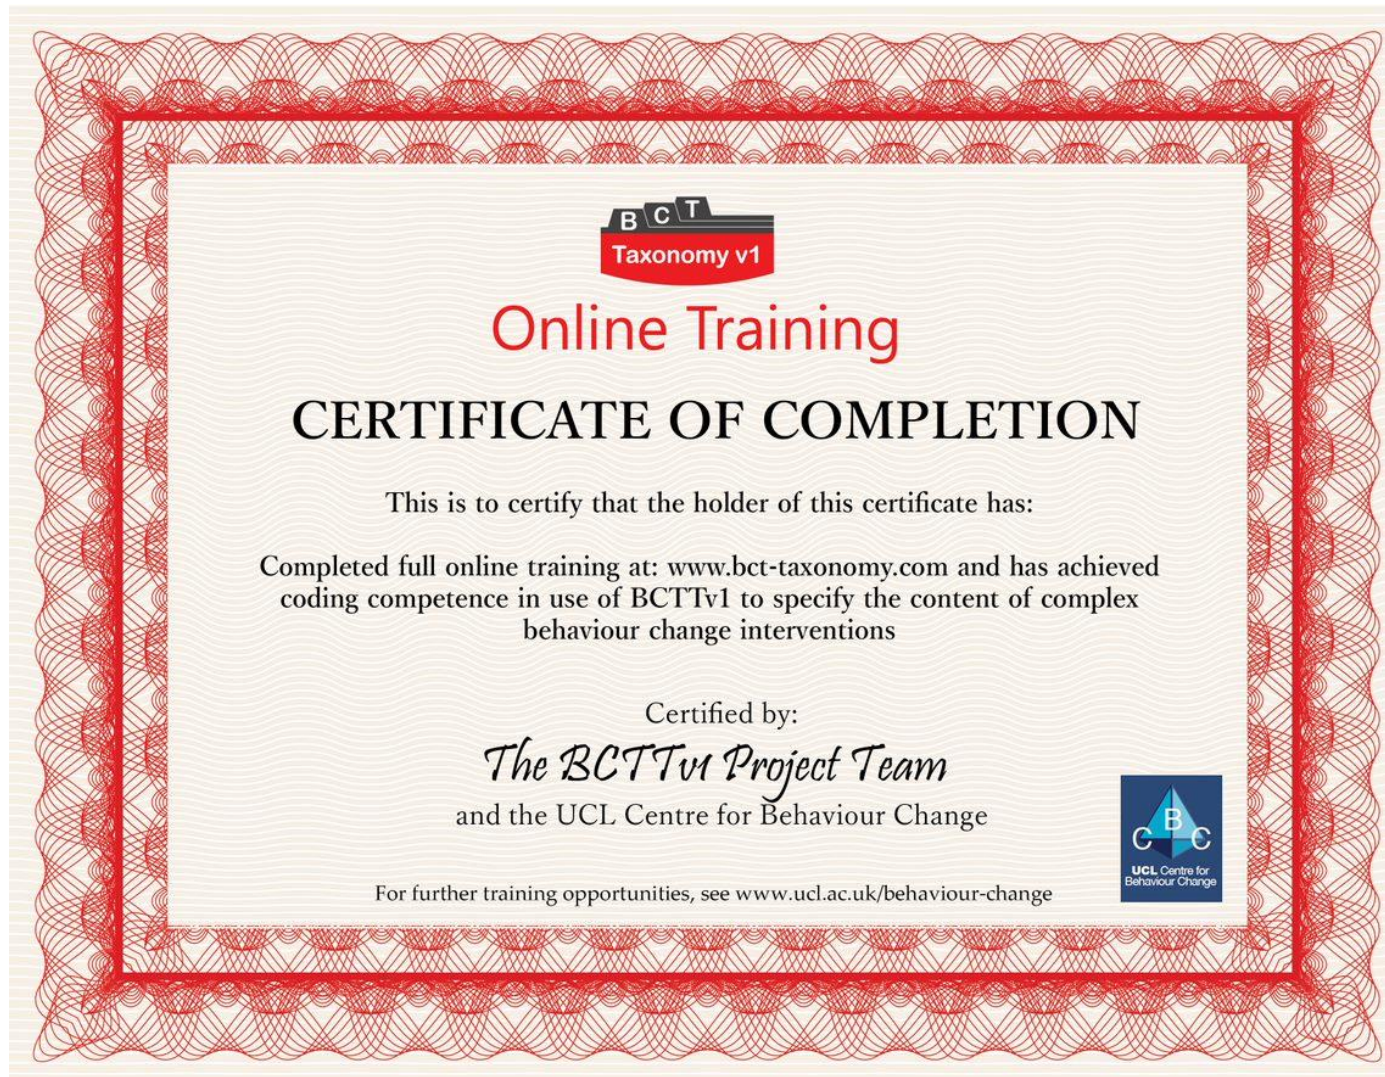 B C T
Taxonomy v1
Online Training
CERTIFICATE OF COMPLETION
This is to certify that the holder of this certificate has:
Completed full online training at: www.bct-taxonomy.com and has achieved
coding competence in use of BCTTv1 to specify the content of complex
behaviour change interventions
Certified by:
The BCTTv1 Project Team
and the UCL Centre for Behaviour Change
C B C
UCL Centre for
Behaviour Change
For further training opportunities, see www.ucl.ac.uk/behaviour-change